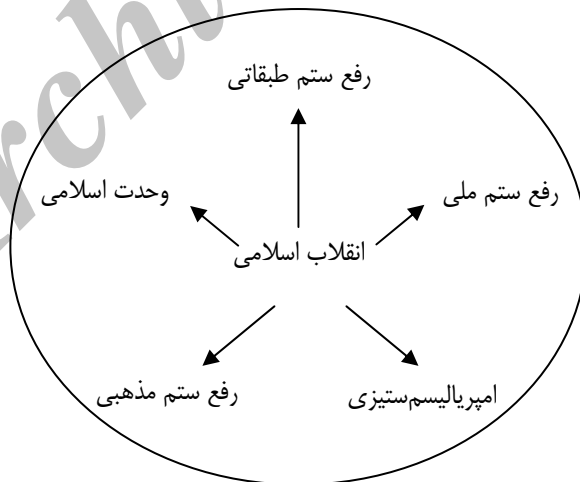 رفع ستم طبقاتی
رفع ستم ملی
وحدت اسلامی
انقلاب اسلامی
امپریالیسم‌ستیزی
رفع ستم مذهبی